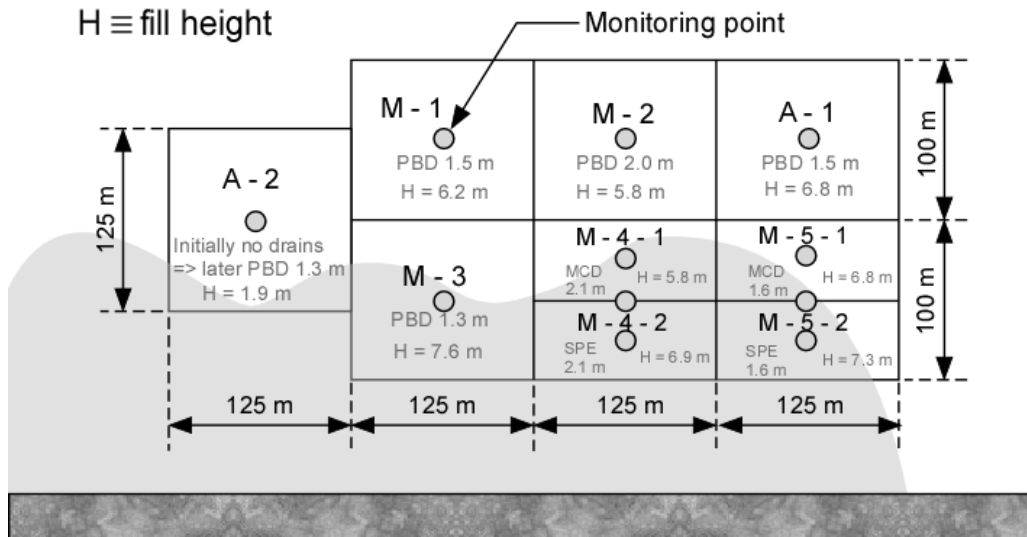 H ≡ fill height
Monitoring point
M - 1
PBD 1.5 m
H = 6.2 m
M - 2
PBD 2.0 m
H = 5.8 m
A - 1
PBD 1.5 m
H = 6.8 m
100 m
125 m
A - 2
Initially no drains
=> later PBD 1.3 m
H = 1.9 m
M - 3
PBD 1.3 m
H = 7.6 m
M - 4 - 1
MCD
2.1 m
H = 5.8 m
M - 5 - 1
MCD
1.6 m
H = 6.8 m
100 m
M - 4 - 2
SPE
2.1 m
H = 6.9 m
M - 5 - 2
SPE
1.6 m
H = 7.3 m
125 m
125 m
125 m
125 m